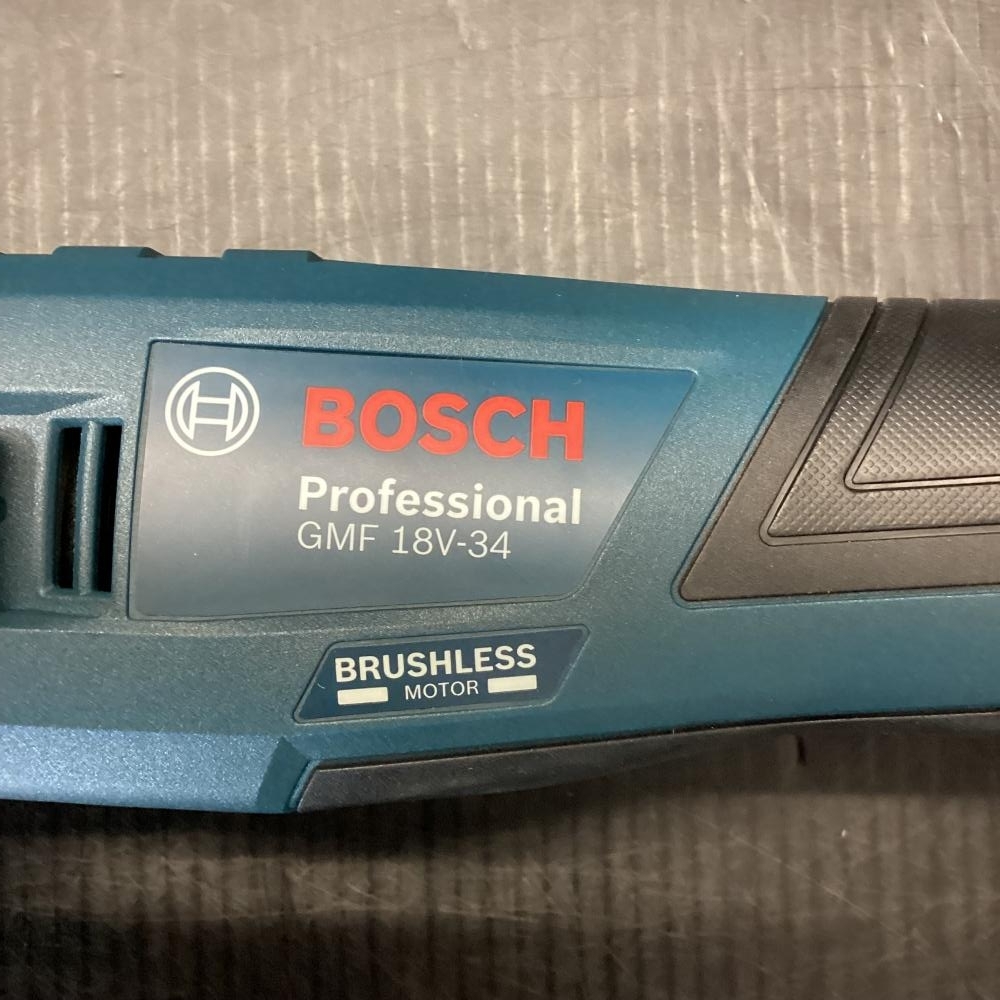 BOSCH
Professional
GMF 18V-34
BRUSHLESS
MOTOR